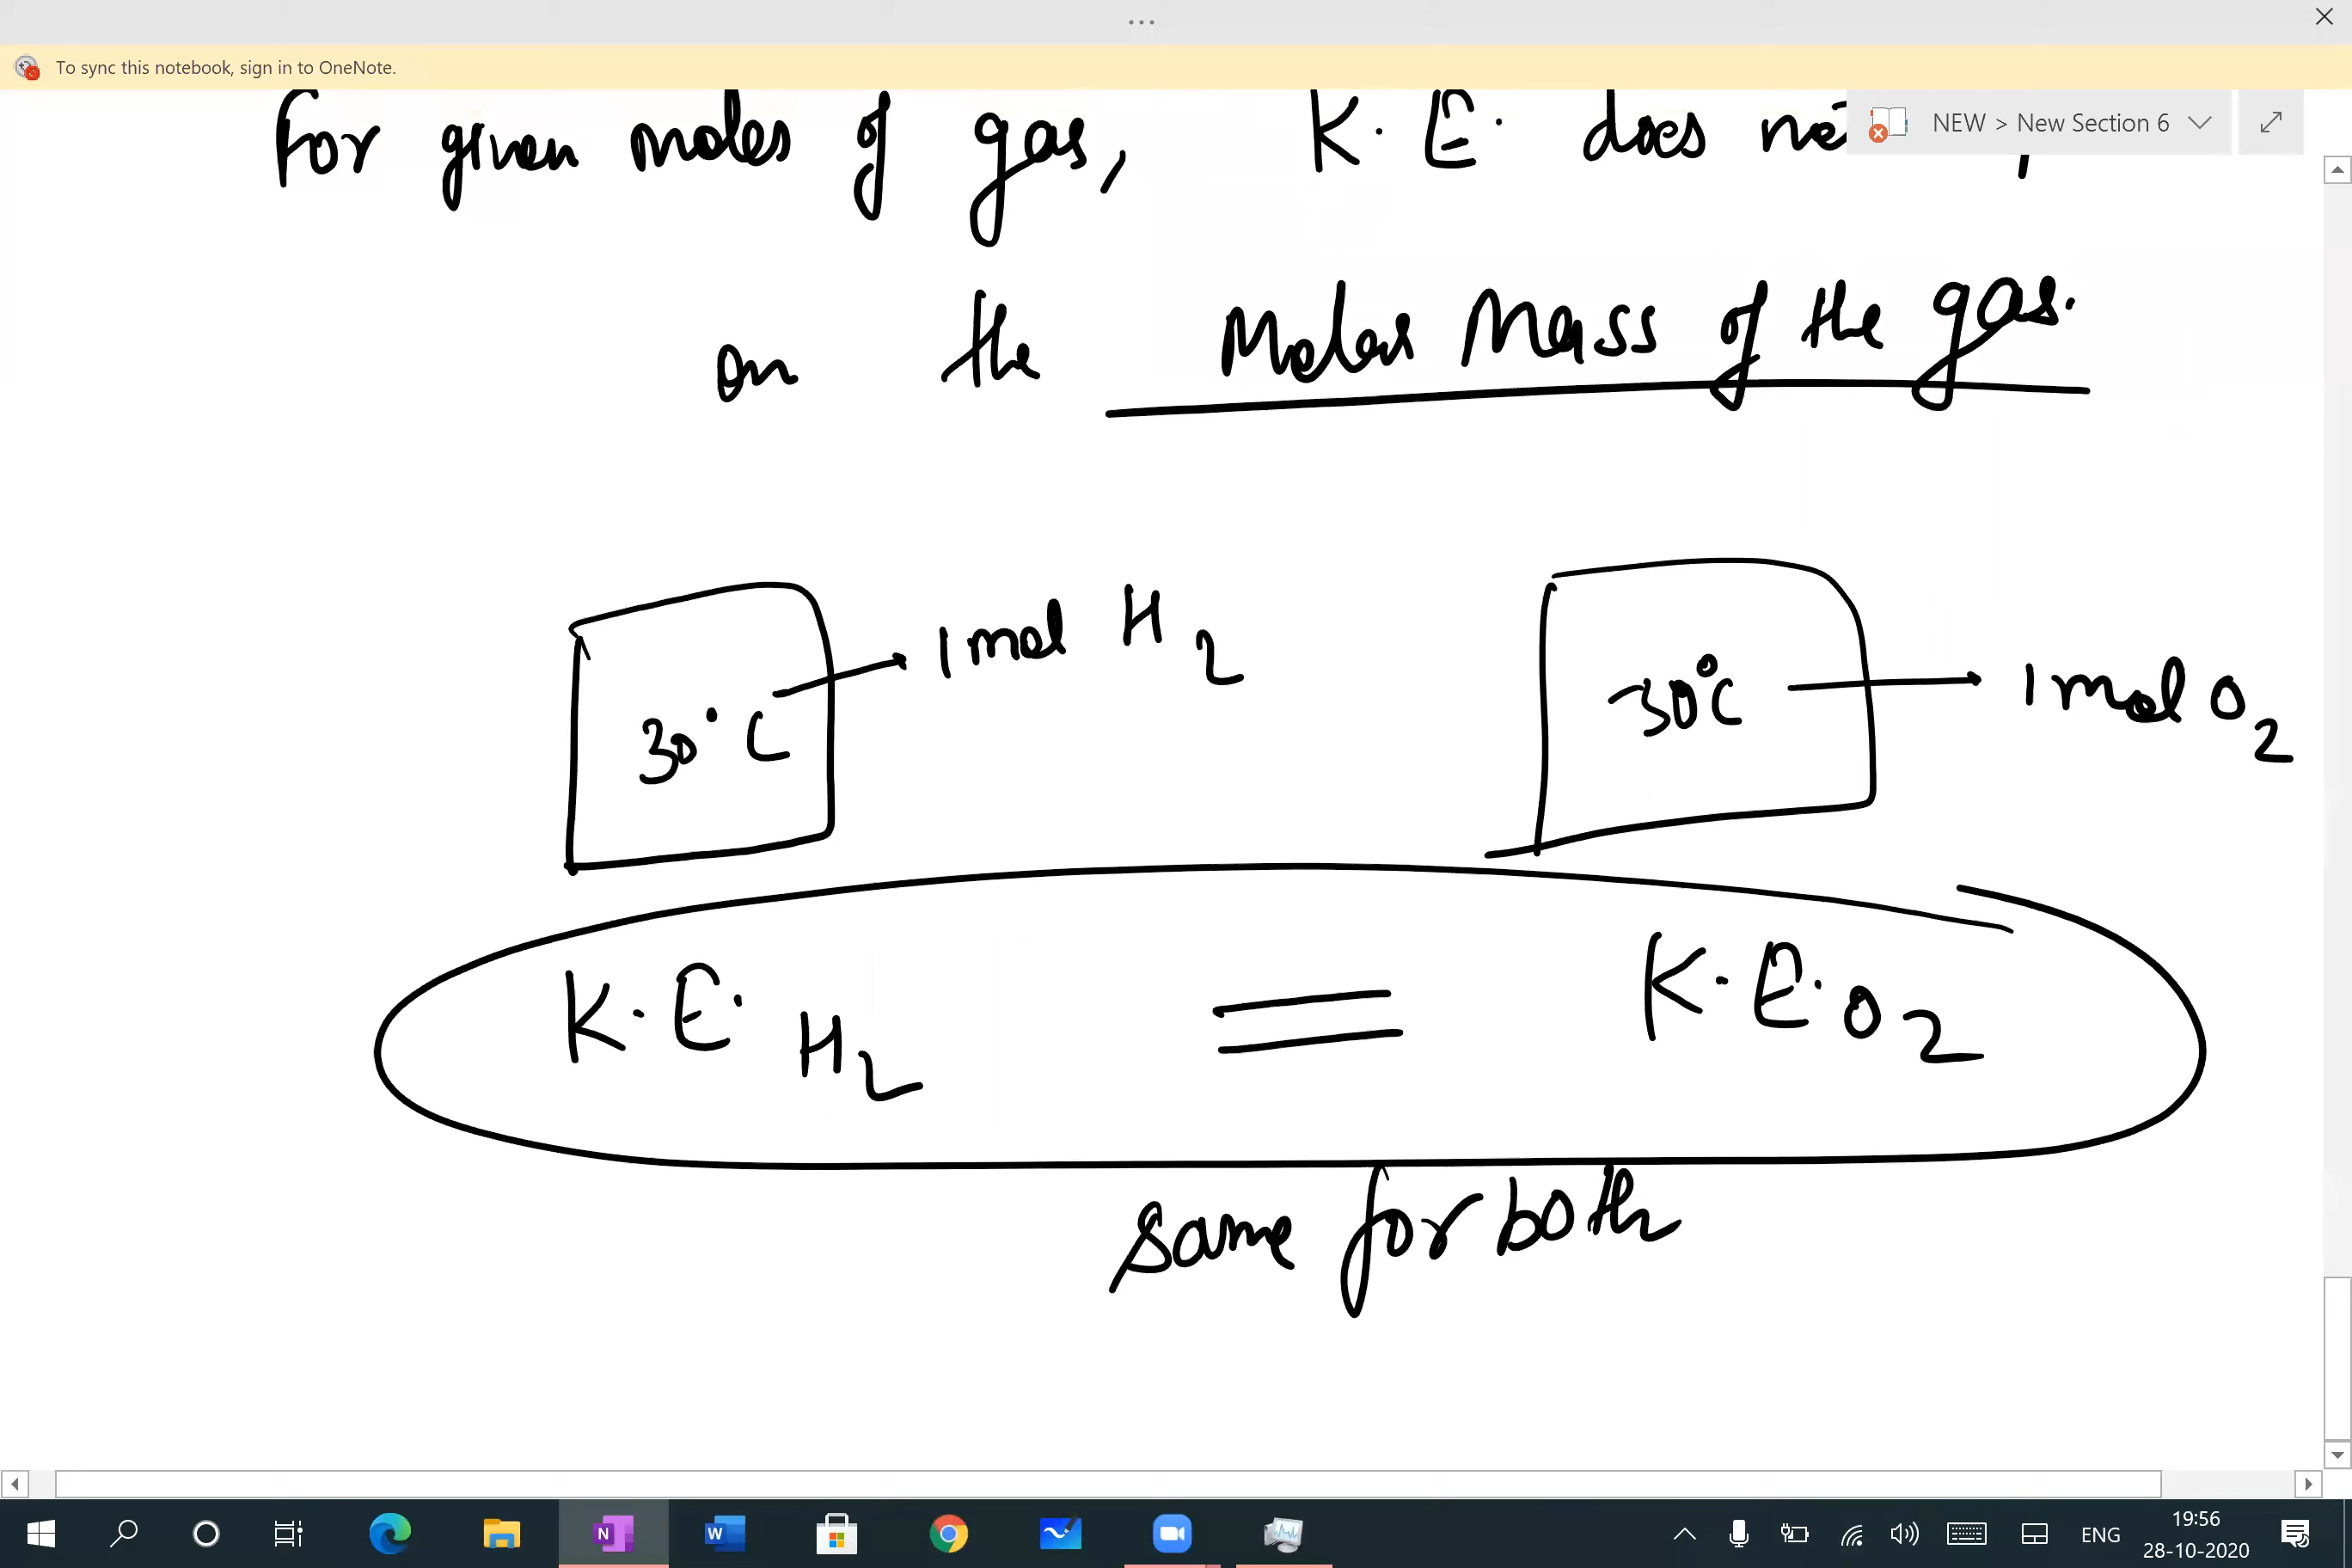 To sync this notebook, sign in to OneNote.
NEW > New Section 6
For given moles of gas, K.E. does
on the Molar Mass of the gas.
30°C
1 mol H2
30°C
1 mol O2
K.E. H2 = K.E. O2
same for both
ENG
19:56
28-10-2020